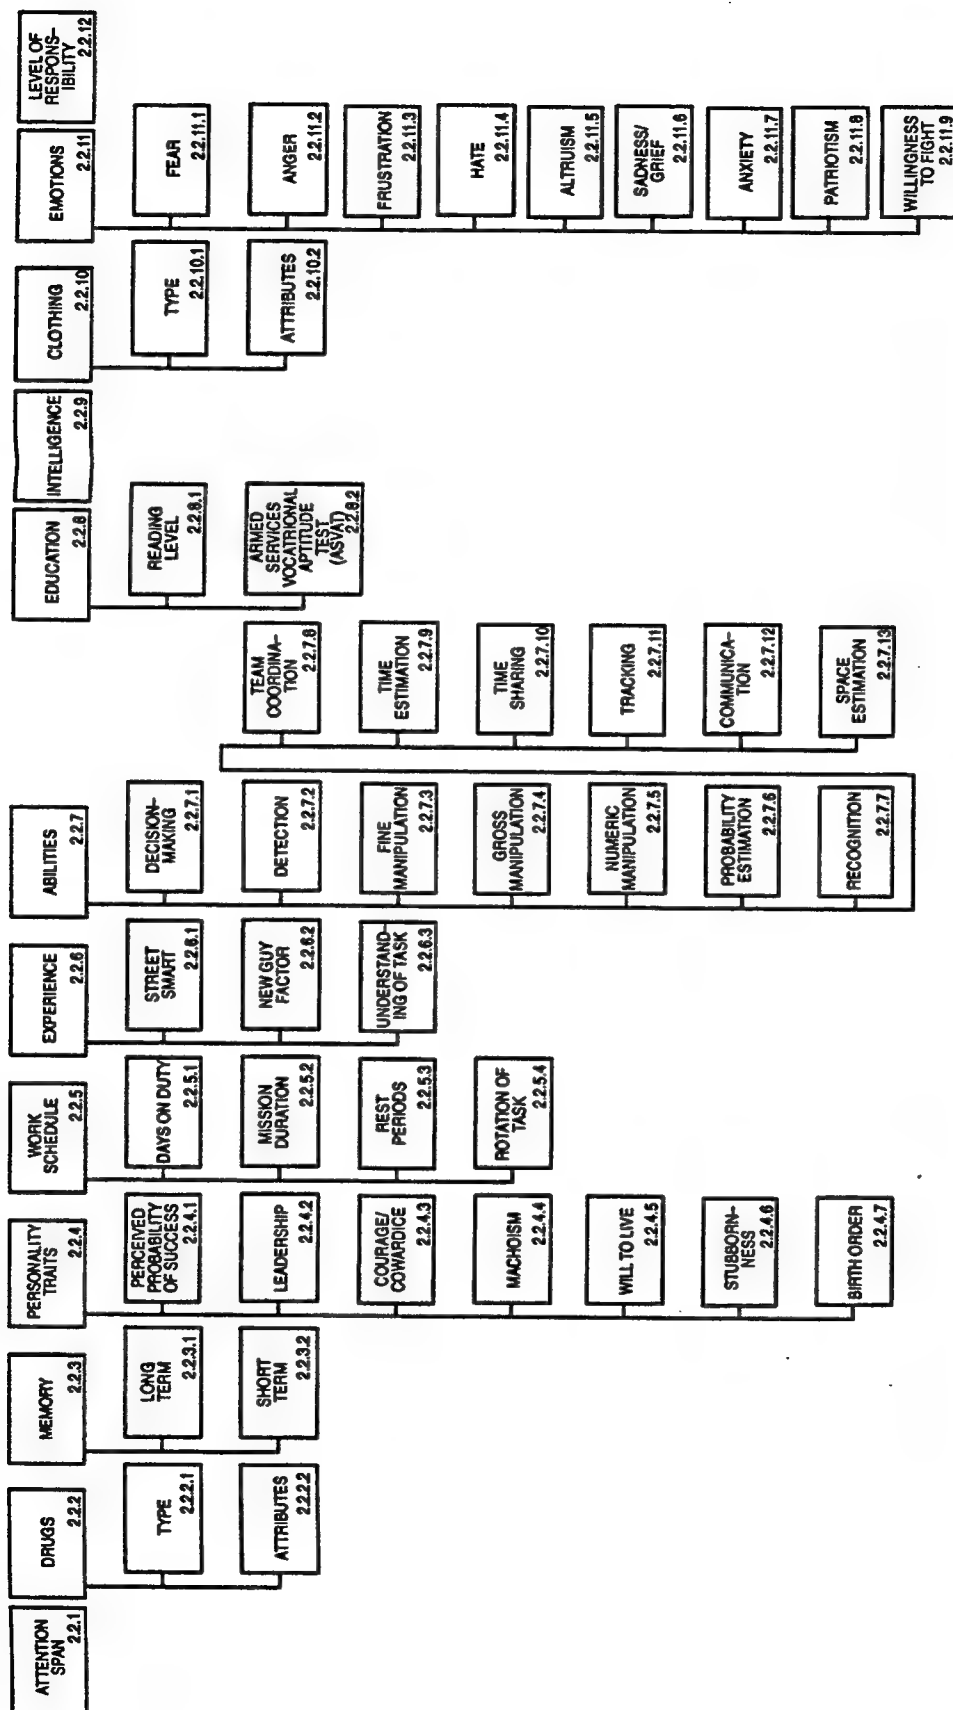 ATTENTION
SPAN
2.2.1
DRUGS
2.2.2
TYPE
2.2.2.1
ATTRIBUTES
2.2.2.2
MEMORY
2.2.3
LONG
TERM
2.2.3.1
SHORT
TERM
2.2.3.2
PERSONALITY
TRAITS
2.2.4
PERCEIVED
PROBABILITY
OF SUCCESS
2.2.4.1
LEADERSHIP
2.2.4.2
COURAGE/
COWARDICE
2.2.4.3
MACHOISM
2.2.4.4
WILL TO LIVE
2.2.4.5
STUBBORN-
NESS
2.2.4.6
BIRTH ORDER
2.2.4.7
WORK
SCHEDULE
2.2.5
DAYS ON DUTY
2.2.5.1
MISSION
DURATION
2.2.5.2
REST
PERIODS
2.2.5.3
ROTATION OF
TASK
2.2.5.4
EXPERIENCE
2.2.6
STREET
SMART
2.2.6.1
NEW GUY
FACTOR
2.2.6.2
UNDERSTAND-
ING OF TASK
2.2.6.3
ABILITIES
2.2.7
DECISION-
MAKING
2.2.7.1
DETECTION
2.2.7.2
FINE
MANIPULATION
2.2.7.3
GROSS
MANIPULATION
2.2.7.4
NUMERIC
MANIPULATION
2.2.7.5
PROBABILITY
ESTIMATION
2.2.7.6
RECOGNITION
2.2.7.7
TEAM
COORDINA-
TION
2.2.7.8
TIME
ESTIMATION
2.2.7.9
TIME
SHARING
2.2.7.10
TRACKING
2.2.7.11
COMMUNICA-
TION
2.2.7.12
SPACE
ESTIMATION
2.2.7.13
EDUCATION
2.2.8
READING
LEVEL
2.2.8.1
ARMED
SERVICES
VOCATRIONAL
APTITUDE
TEST
(ASVAT)
2.2.8.2
INTELLIGENCE
2.2.9
CLOTHING
2.2.10
TYPE
2.2.10.1
ATTRIBUTES
2.2.10.2
EMOTIONS
2.2.11
FEAR
2.2.11.1
ANGER
2.2.11.2
FRUSTRATION
2.2.11.3
HATE
2.2.11.4
ALTRUISM
2.2.11.5
SADNESS/
GRIEF
2.2.11.6
ANXIETY
2.2.11.7
PATRIOTISM
2.2.11.8
WILLINGNESS
TO FIGHT
2.2.11.9
LEVEL OF
RESPONS-
IBILITY
2.2.12